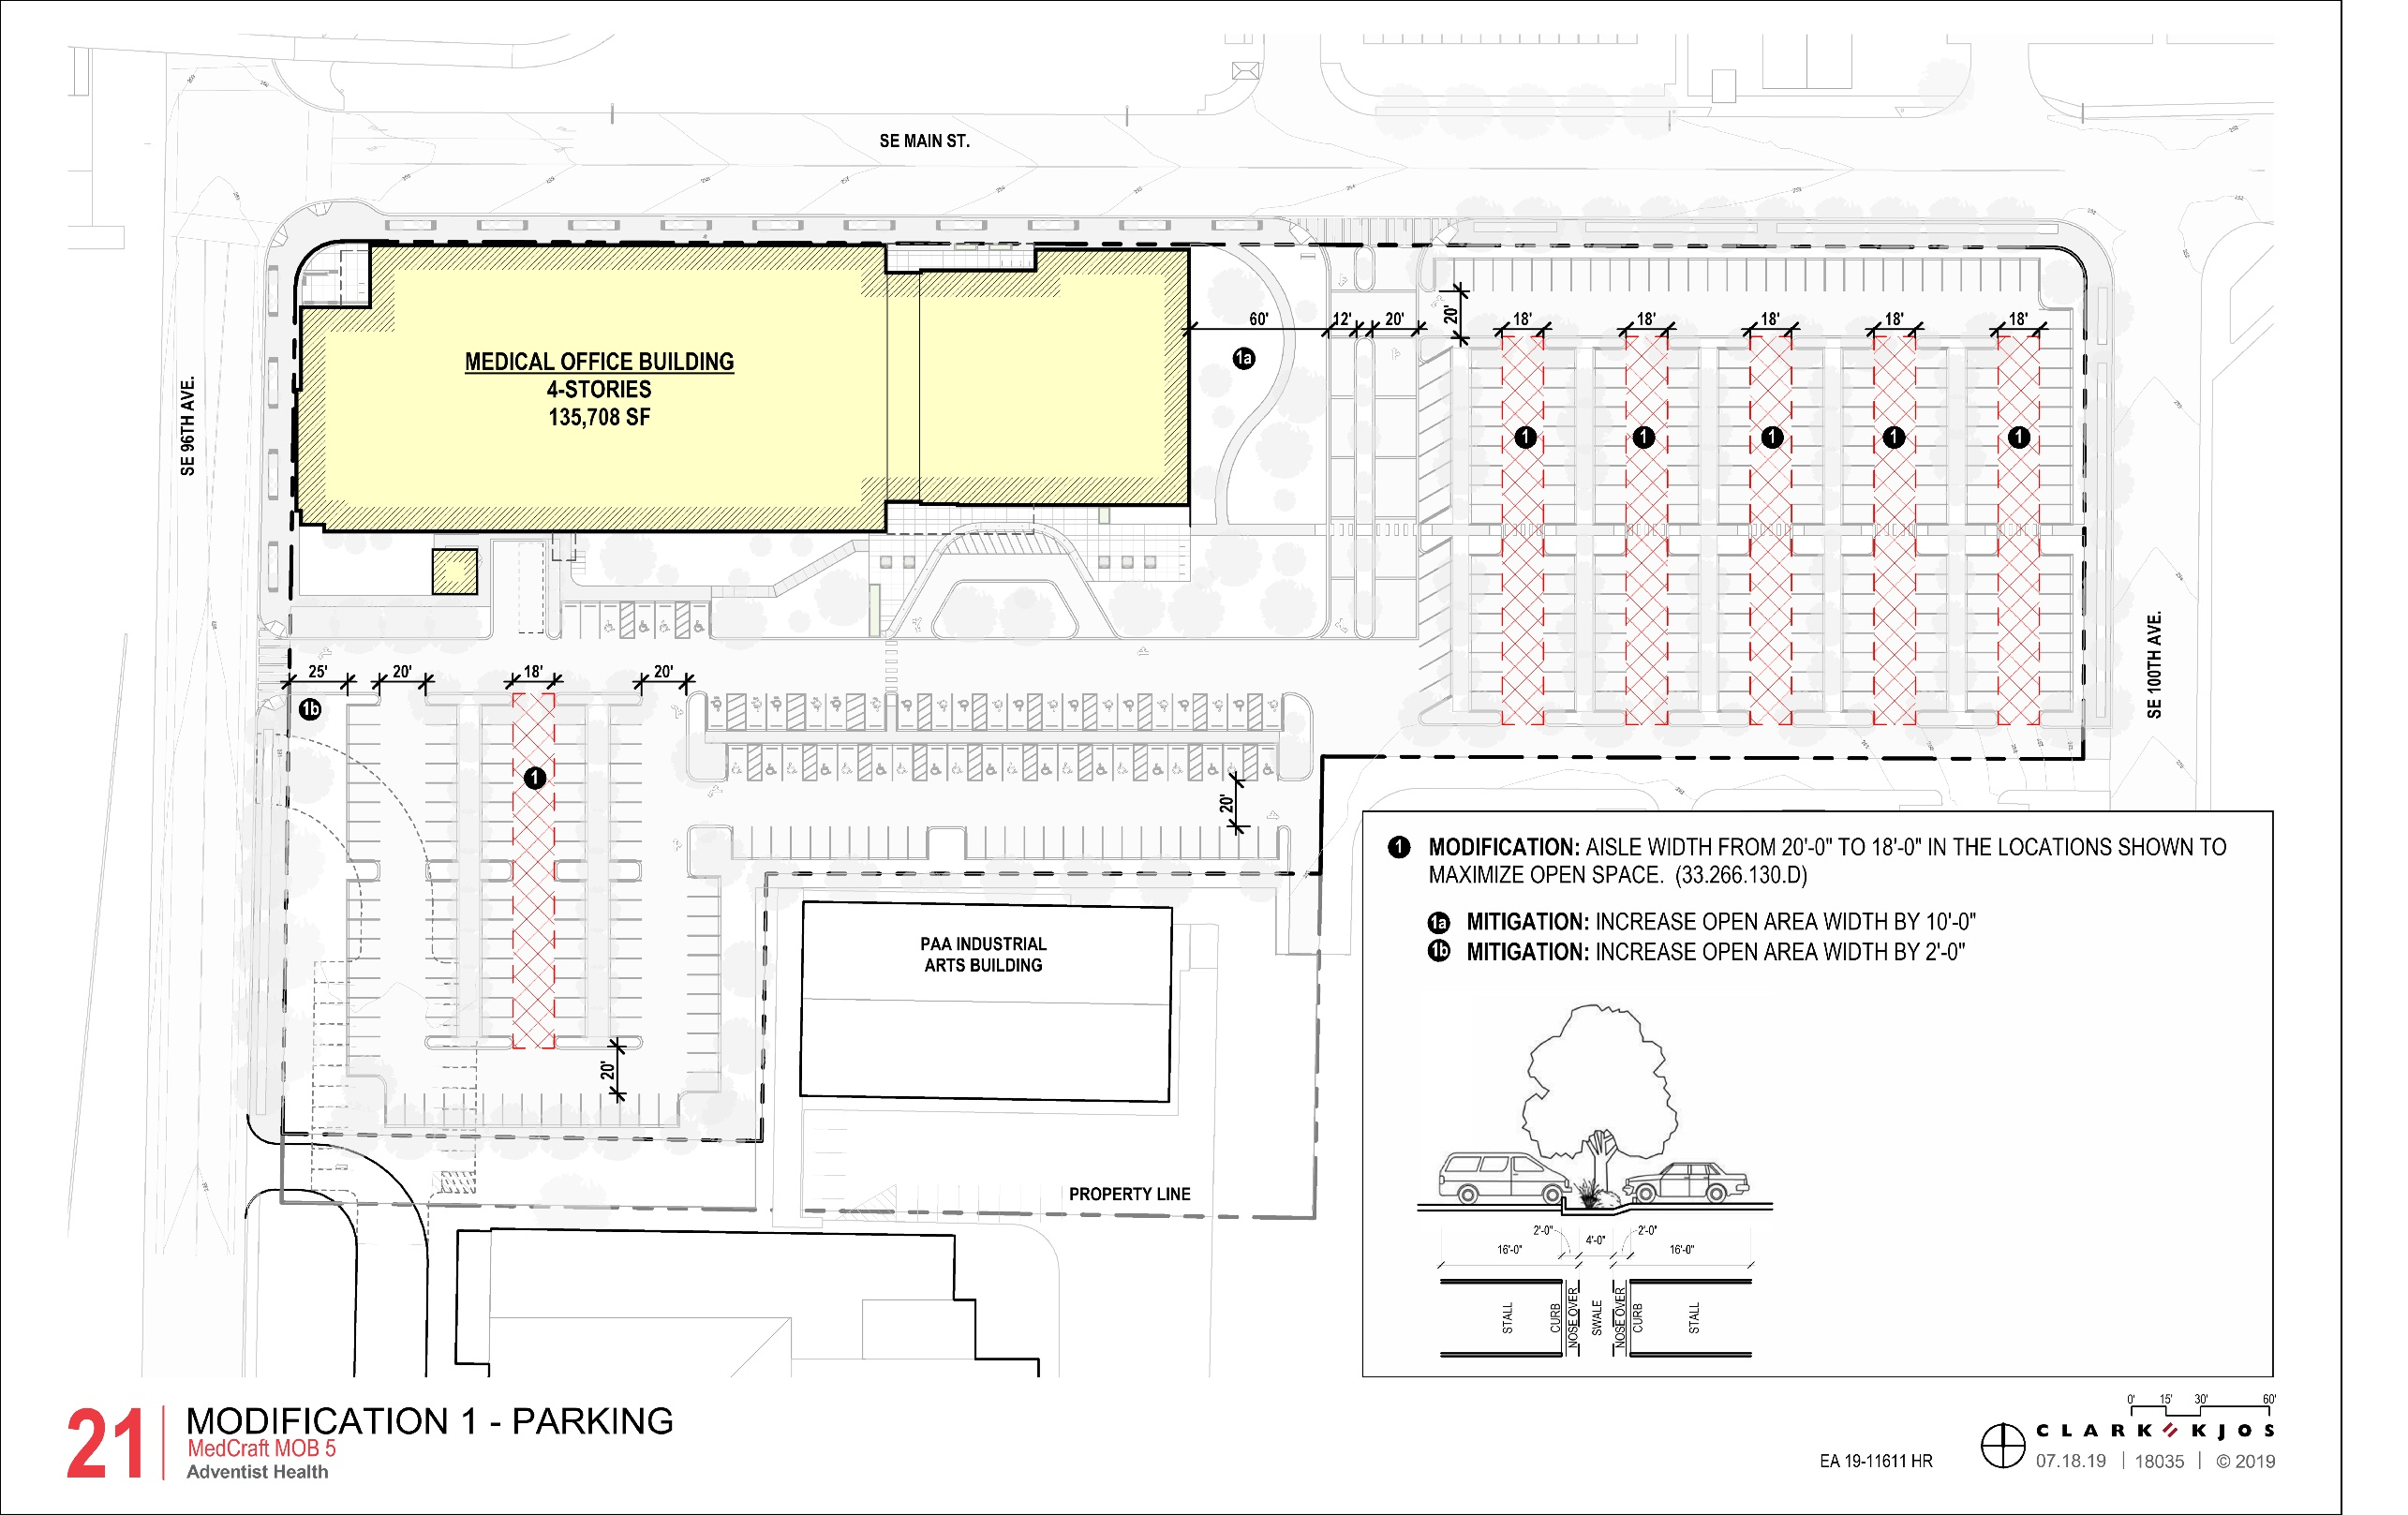 SE MAIN ST.
SE 96TH AVE.
MEDICAL OFFICE BUILDING
4-STORIES
135,708 SF
60'
12'
20'
20'
18'
18'
18'
18'
18'
1a
1
1
1
1
1
SE 100TH AVE.
25'
20'
18'
20'
1b
1
20'
20'
PAA INDUSTRIAL
ARTS BUILDING
PROPERTY LINE
1 MODIFICATION: AISLE WIDTH FROM 20'-0" TO 18'-0" IN THE LOCATIONS SHOWN TO
MAXIMIZE OPEN SPACE. (33.266.130.D)
1a MITIGATION: INCREASE OPEN AREA WIDTH BY 10'-0"
1b MITIGATION: INCREASE OPEN AREA WIDTH BY 2'-0"
2'-0"
2'-0"
16'-0"
4'-0"
16'-0"
STALL
CURB
NOSE OVER
SWALE
NOSE OVER
CURB
STALL
21
MODIFICATION 1 - PARKING
MedCraft MOB 5
Adventist Health
0' 15' 30' 60'
CLARK KJOS
EA 19-11611 HR
07.18.19 | 18035 | © 2019